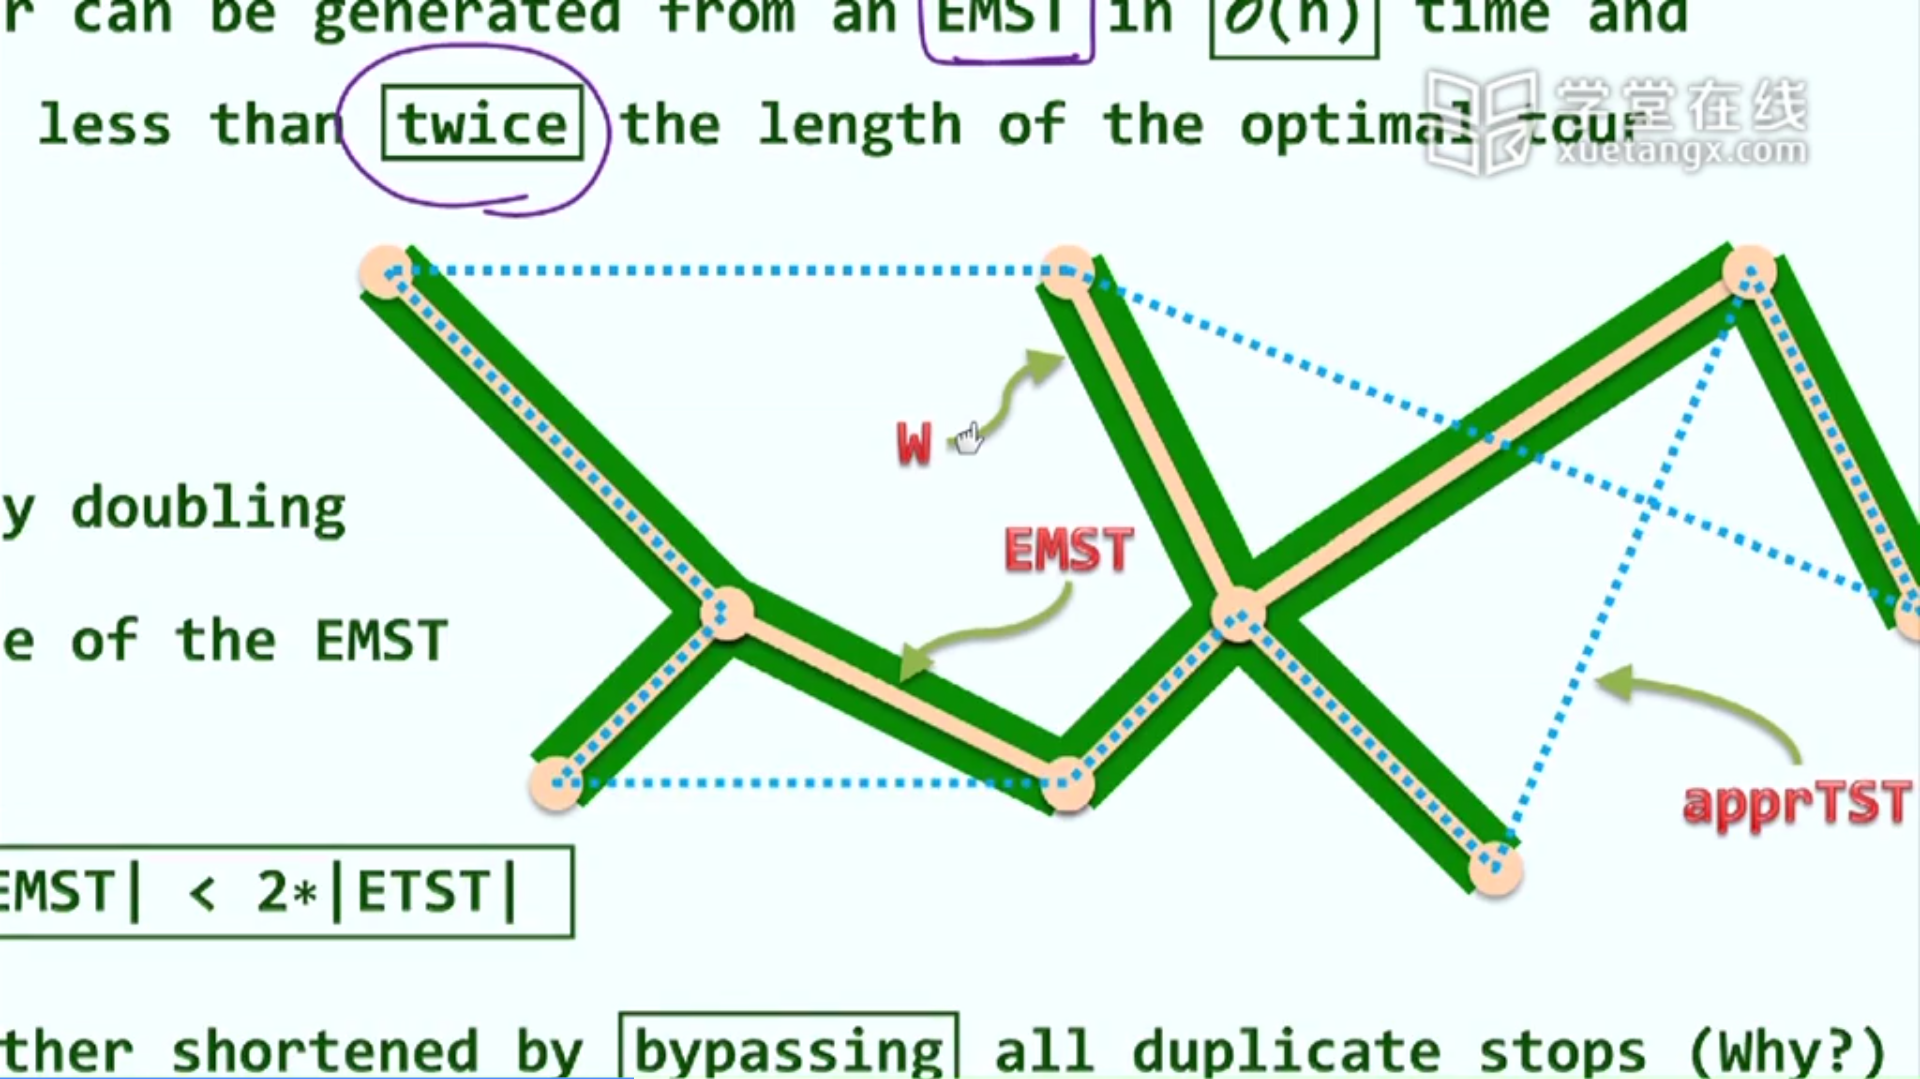 r can be generated from an EMST in O(n) time and
less than twice the length of the optimal tour
学堂在线
xuetangx.com
W
EMST
y doubling
e of the EMST
apprTST
EMST| < 2*|ETST|
ther shortened by bypassing all duplicate stops (Why?)